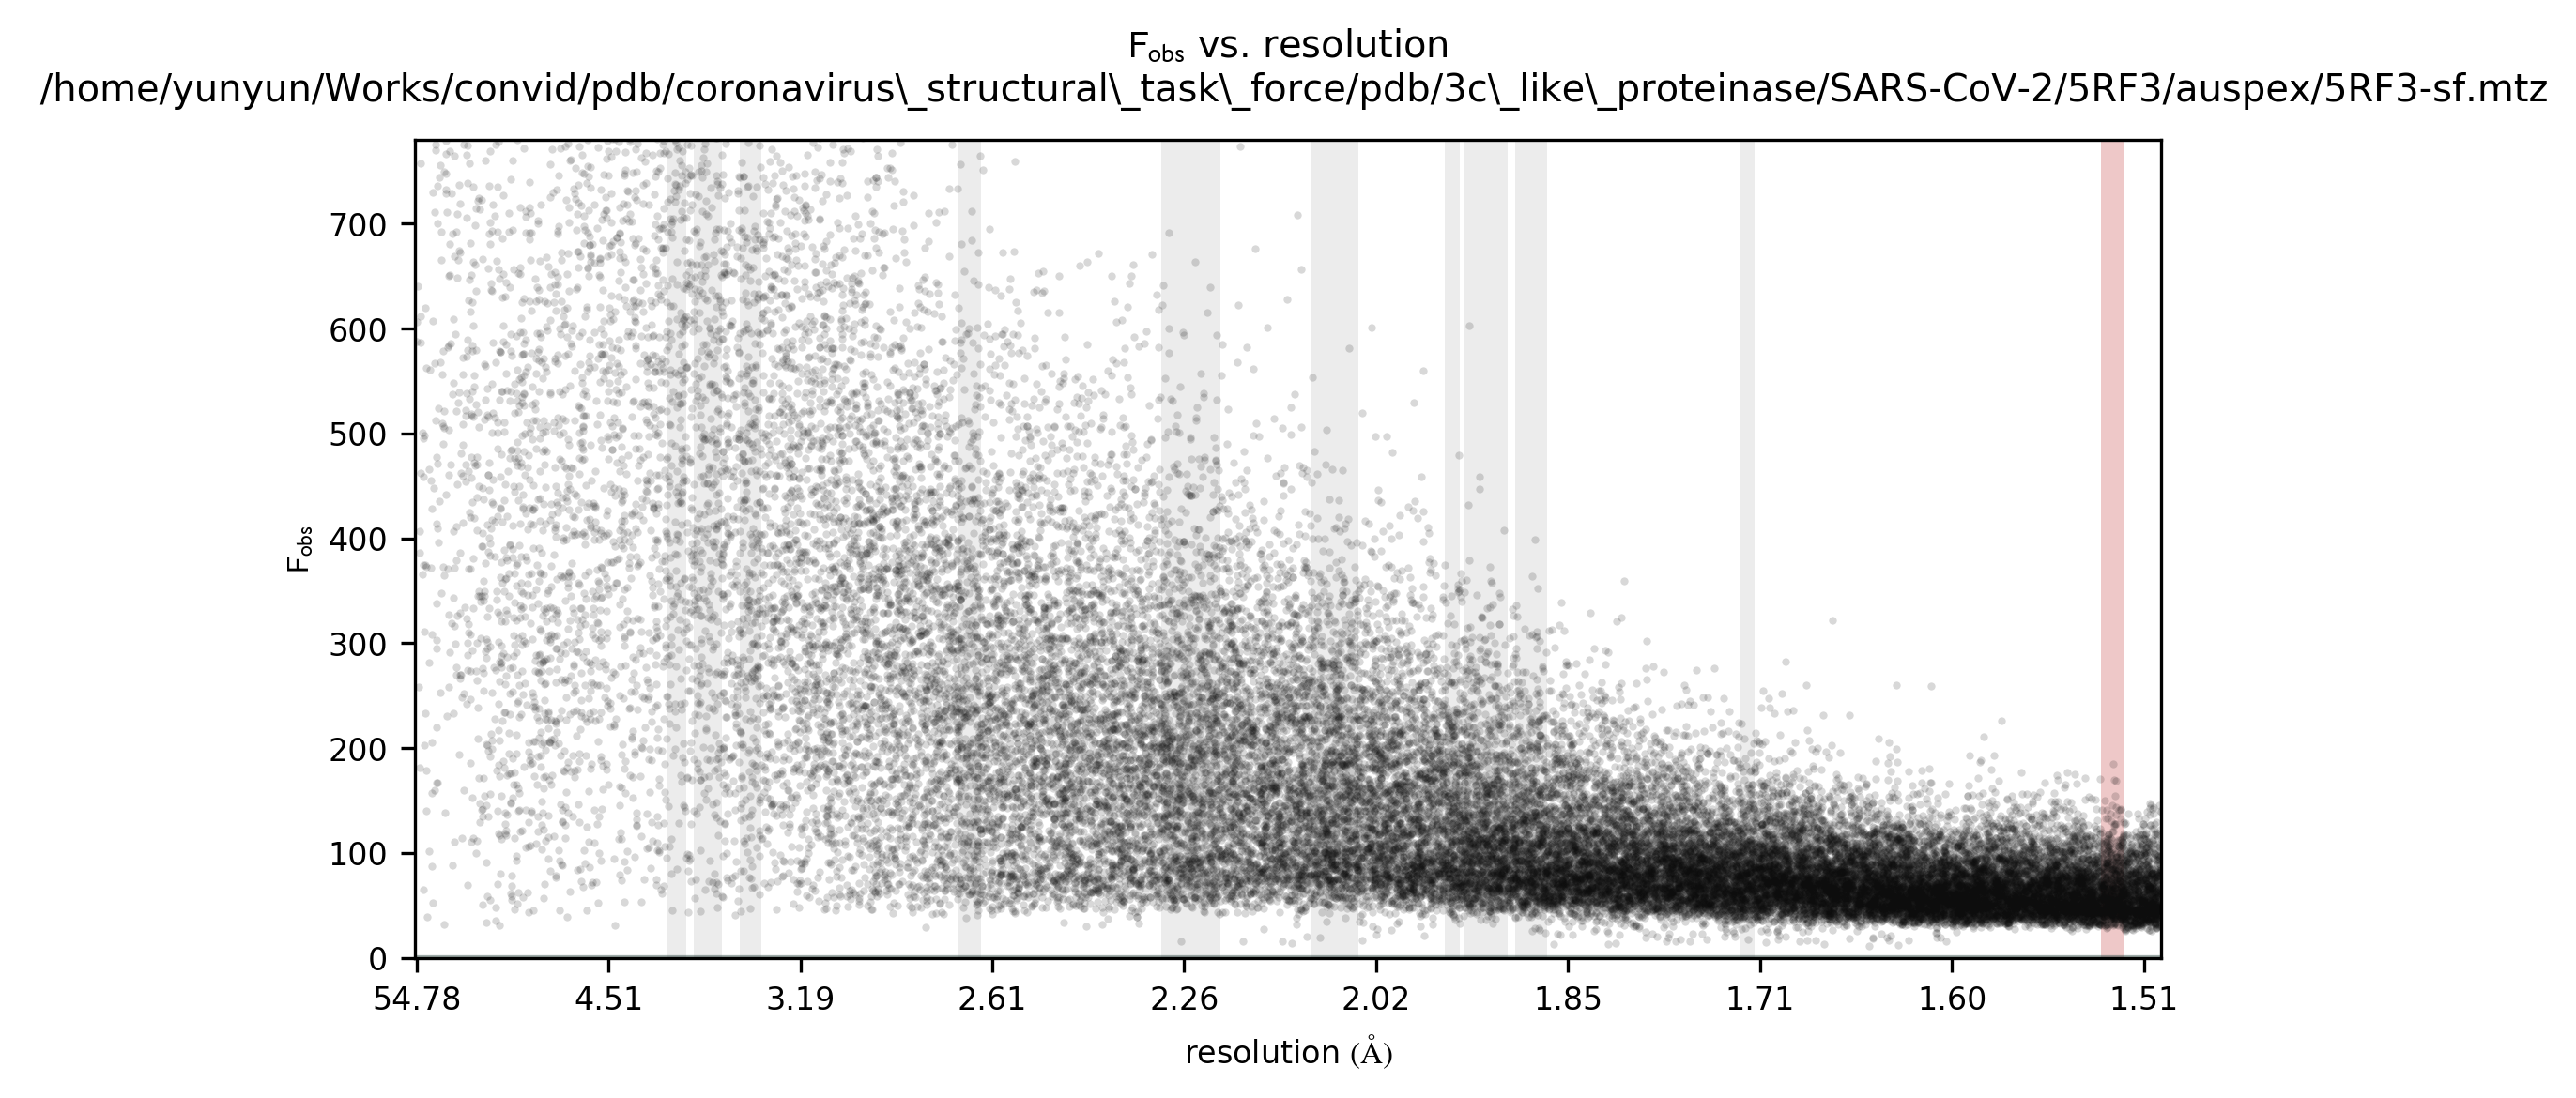 Fobs vs. resolution
/home/yunyun/Works/convid/pdb/coronavirus\_structural\_task\_force/pdb/3c\_like\_proteinase/SARS-CoV-2/5RF3/auspex/5RF3-sf.mtz
700
600
500
400
300
200
100
0
Fobs
54.78 4.51 3.19 2.61 2.26 2.02 1.85 1.71 1.60 1.51
resolution (Å)